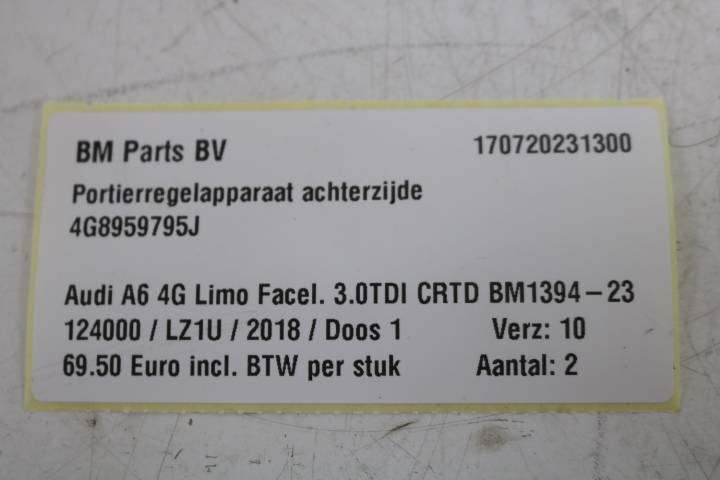 BM Parts BV 170720231300
Portierregelapparaat achterzijde
4G8959795J
Audi A6 4G Limo Facel. 3.0TDI CRTD BM1394-23
124000 / LZ1U / 2018 / Doos 1 Verz: 10
69.50 Euro incl. BTW per stuk Aantal: 2